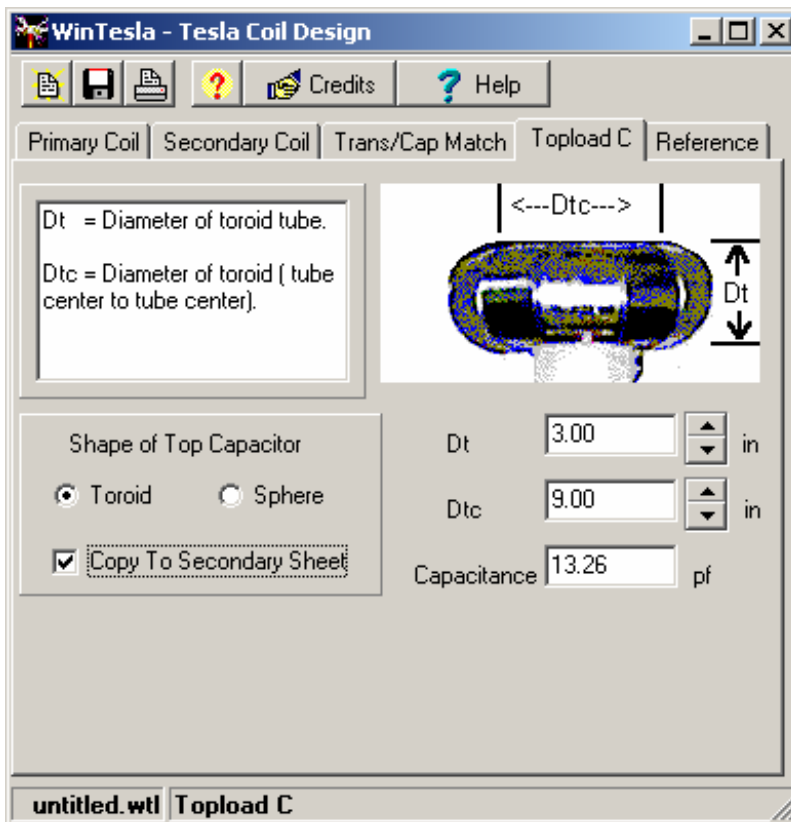 WinTesla - Tesla Coil Design
? Credits ? Help
Primary Coil Secondary Coil Trans/Cap Match Topload C Reference
Dt = Diameter of toroid tube.
Dtc = Diameter of toroid ( tube
center to tube center).
<---Dtc--->
Dt
Shape of Top Capacitor
Toroid Sphere
Copy To Secondary Sheet
Dt 3.00 in
Dtc 9.00 in
Capacitance 13.26 pf
untitled.wtl Topload C